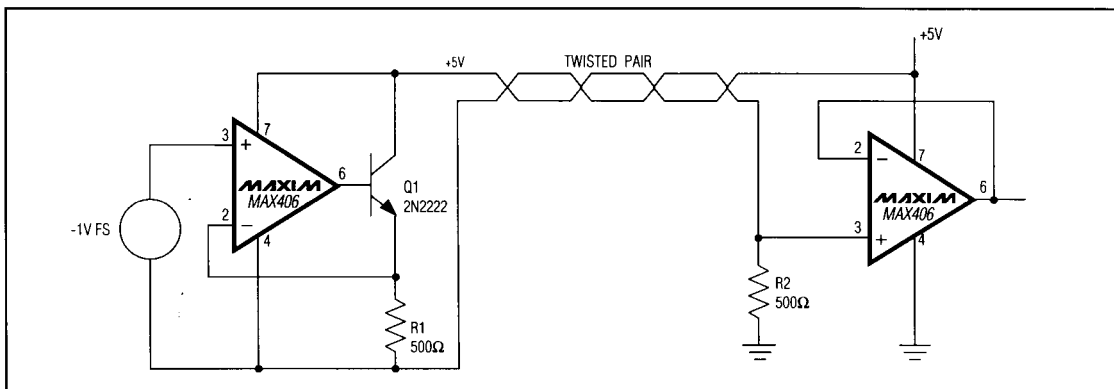 +5V
TWISTED PAIR
+5V
3
+
7
MAXIM
MAX406
6
Q1
2N2222
2
−
4
-1V FS
R1
500Ω
2
−
7
MAXIM
MAX406
6
3
+
4
R2
500Ω